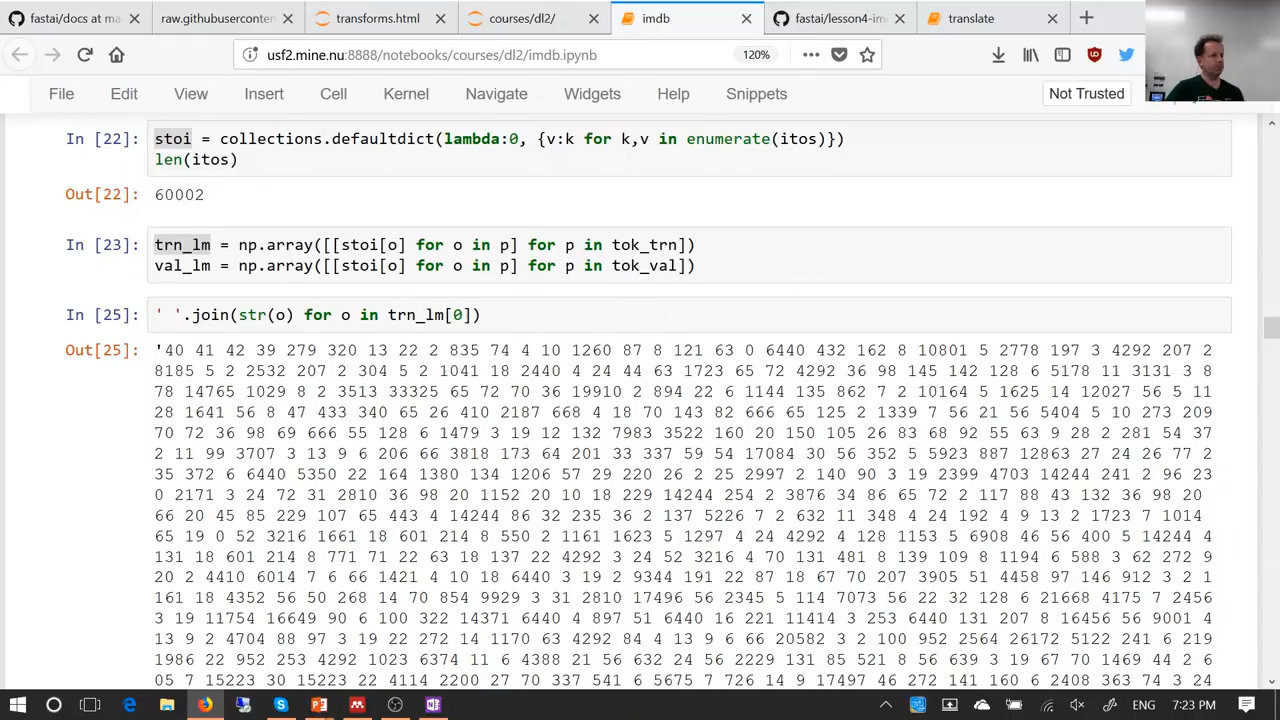 fastai/docs at ma
raw.githubuserconten
transforms.html
courses/dl2/
imdb
fastai/lesson4-im
translate
usf2.mine.nu:8888/notebooks/courses/dl2/imdb.ipynb
120%
File Edit View Insert Cell Kernel Navigate Widgets Help Snippets Not Trusted
In [22]: stoi = collections.defaultdict(lambda:0, {v:k for k,v in enumerate(itos)})
len(itos)
Out[22]: 60002
In [23]: trn_lm = np.array([[stoi[o] for o in p] for p in tok_trn])
val_lm = np.array([[stoi[o] for o in p] for p in tok_val])
In [25]: ' '.join(str(o) for o in trn_lm[0])
Out[25]: '40 41 42 39 279 320 13 22 2 835 74 4 10 1260 87 8 121 63 0 6440 432 162 8 10801 5 2778 197 3 4292 207 2
8185 5 2 2532 207 2 304 5 2 1041 18 2440 4 24 44 63 1723 65 72 4292 36 98 145 142 128 6 5178 11 3131 3 8
78 14765 1029 8 2 3513 33325 65 72 70 36 19910 2 894 22 6 1144 135 862 7 2 10164 5 1625 14 12027 56 5 11
28 1641 56 8 47 433 340 65 26 410 2187 668 4 18 70 143 82 666 65 125 2 1339 7 56 21 56 5404 5 10 273 209
70 72 36 98 69 666 55 128 6 1479 3 19 12 132 7983 3522 160 20 150 105 26 83 68 92 55 63 9 28 2 281 54 37
2 11 99 3707 3 13 9 6 206 66 3818 173 64 201 33 337 59 54 17084 30 56 352 5 5923 887 12863 27 24 26 77 2
35 372 6 6440 5350 22 164 1380 134 1206 57 29 220 26 2 25 2997 2 140 90 3 19 2399 4703 14244 241 2 96 23
0 2171 3 24 72 31 2810 36 98 20 1152 20 10 18 229 14244 254 2 3876 34 86 65 72 2 117 88 43 132 36 98 20
66 20 45 85 229 107 65 443 4 14244 86 32 235 36 2 137 5226 7 2 632 11 348 4 24 192 4 9 13 2 1723 7 1014
65 19 0 52 3216 1661 18 601 214 8 550 2 1161 1623 5 1297 4 24 4292 4 128 1153 5 6908 46 56 400 5 14244 4
131 18 601 214 8 771 71 22 63 18 137 22 4292 3 24 52 3216 4 70 131 481 8 139 109 8 1194 6 588 3 62 272 9
20 2 4410 6014 7 6 66 1421 4 10 18 6440 3 19 2 9344 191 22 87 18 67 70 207 3905 51 4458 97 146 912 3 2 1
161 18 4352 56 50 268 14 70 854 9929 3 31 2810 17496 56 2345 5 114 7073 56 22 32 128 6 21668 4175 7 2456
3 19 11754 16649 90 6 100 322 14371 6440 4 897 51 6440 16 221 11414 3 253 6440 131 207 8 16456 56 9001 4
13 9 2 4704 88 97 3 19 22 272 14 1170 63 4292 84 4 13 9 6 66 20582 3 2 100 952 2564 26172 5122 241 6 219
1986 22 952 253 4292 1023 6374 11 6 4388 21 56 632 24 56 2229 131 85 521 8 56 639 3 19 67 70 1469 44 2 6
05 7 15223 30 15223 22 4114 2200 27 70 337 541 6 5675 7 726 14 9 17497 46 272 141 160 6 2408 363 74 3 24
ENG 7:23 PM